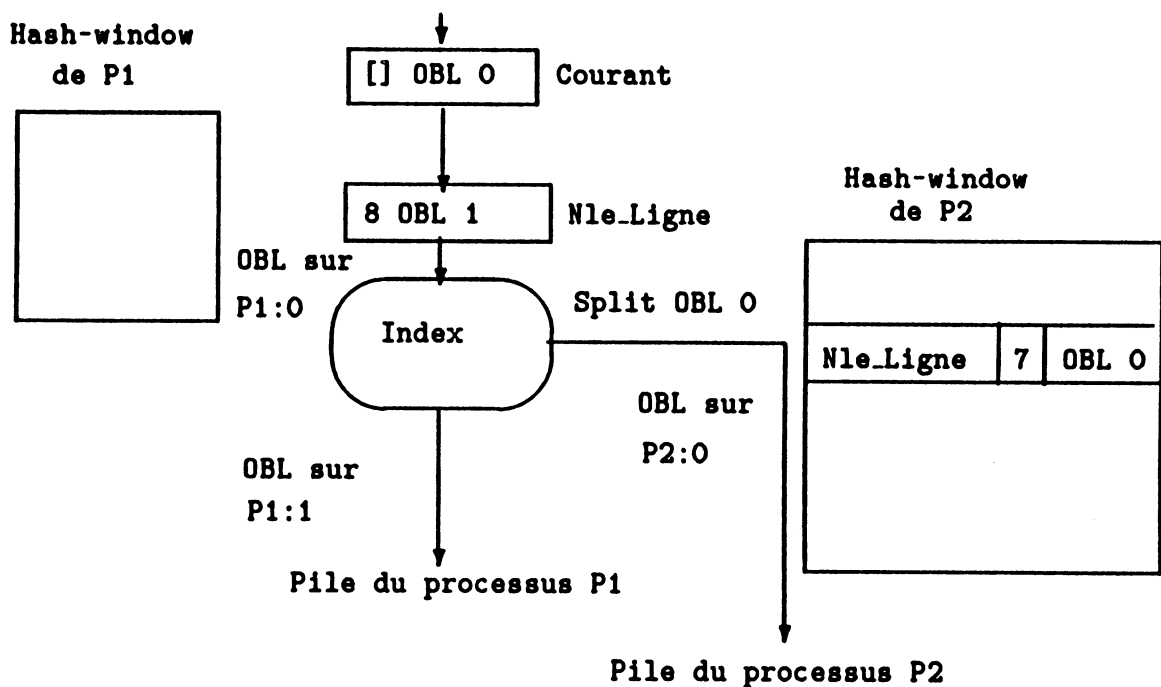 Hash-window
de P1
[] OBL 0
Courant
8 OBL 1
Nle_Ligne
Hash-window
de P2
OBL sur
P1:0
Split OBL 0
Index
Nle_Ligne 7 OBL 0
OBL sur
P2:0
OBL sur
P1:1
Pile du processus P1
Pile du processus P2